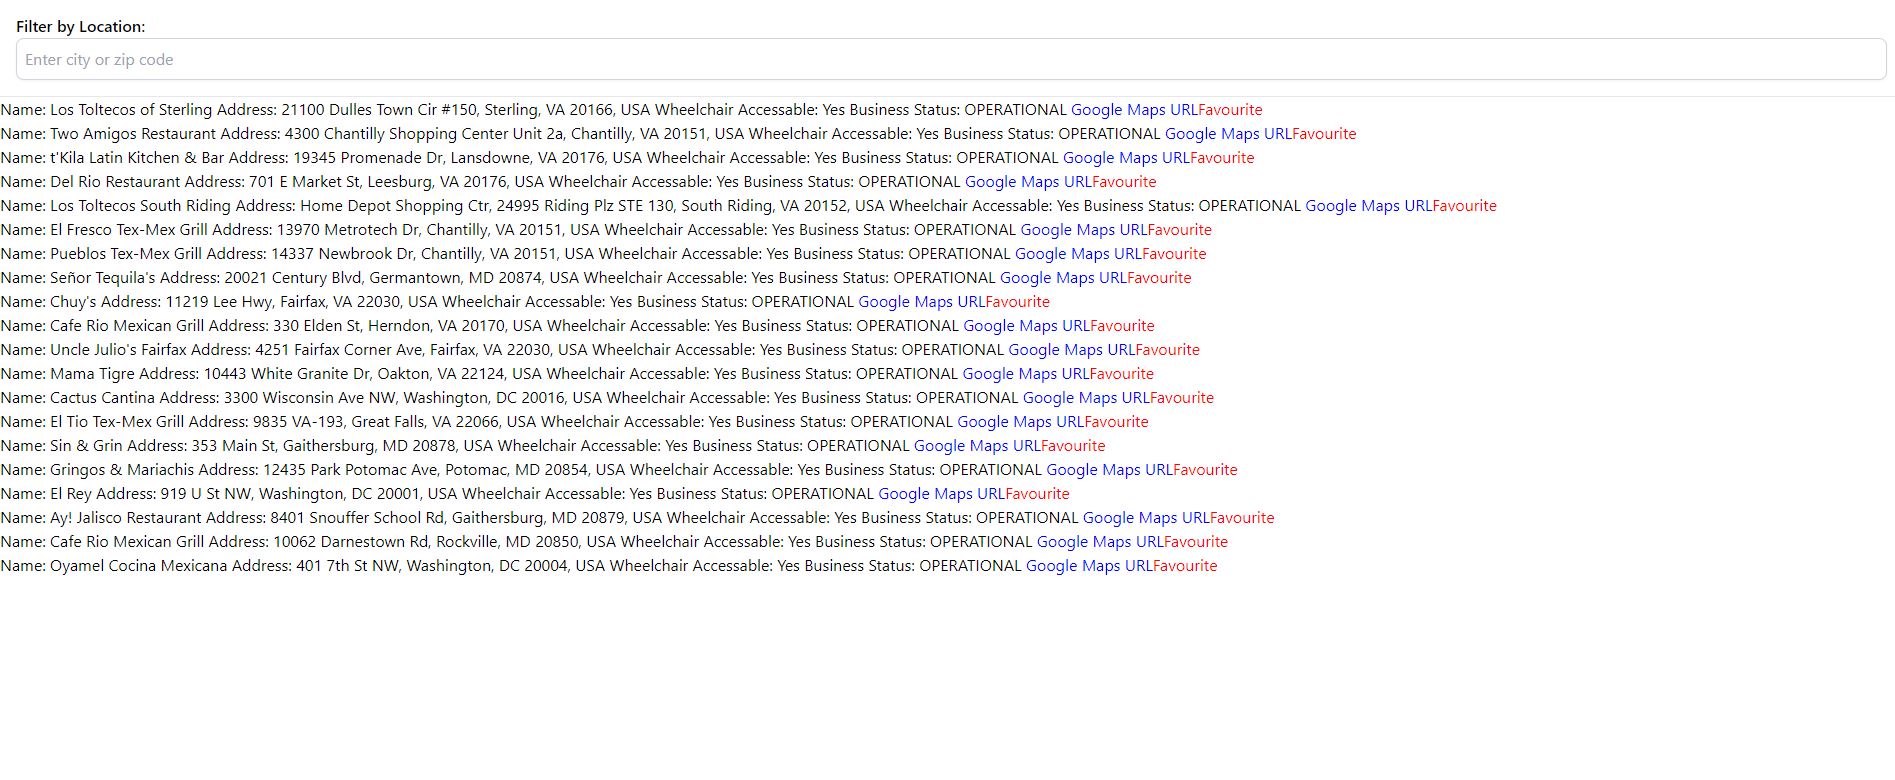 Filter by Location:
Enter city or zip code
Name: Los Toltecos of Sterling Address: 21100 Dulles Town Cir #150, Sterling, VA 20166, USA Wheelchair Accessable: Yes Business Status: OPERATIONAL Google Maps URLFavourite
Name: Two Amigos Restaurant Address: 4300 Chantilly Shopping Center Unit 2a, Chantilly, VA 20151, USA Wheelchair Accessable: Yes Business Status: OPERATIONAL Google Maps URLFavourite
Name: t'Kila Latin Kitchen & Bar Address: 19345 Promenade Dr, Lansdowne, VA 20176, USA Wheelchair Accessable: Yes Business Status: OPERATIONAL Google Maps URLFavourite
Name: Del Rio Restaurant Address: 701 E Market St, Leesburg, VA 20176, USA Wheelchair Accessable: Yes Business Status: OPERATIONAL Google Maps URLFavourite
Name: Los Toltecos South Riding Address: Home Depot Shopping Ctr, 24995 Riding Plz STE 130, South Riding, VA 20152, USA Wheelchair Accessable: Yes Business Status: OPERATIONAL Google Maps URLFavourite
Name: El Fresco Tex-Mex Grill Address: 13970 Metrotech Dr, Chantilly, VA 20151, USA Wheelchair Accessable: Yes Business Status: OPERATIONAL Google Maps URLFavourite
Name: Pueblos Tex-Mex Grill Address: 14337 Newbrook Dr, Chantilly, VA 20151, USA Wheelchair Accessable: Yes Business Status: OPERATIONAL Google Maps URLFavourite
Name: Señor Tequila's Address: 20021 Century Blvd, Germantown, MD 20874, USA Wheelchair Accessable: Yes Business Status: OPERATIONAL Google Maps URLFavourite
Name: Chuy's Address: 11219 Lee Hwy, Fairfax, VA 22030, USA Wheelchair Accessable: Yes Business Status: OPERATIONAL Google Maps URLFavourite
Name: Cafe Rio Mexican Grill Address: 330 Elden St, Herndon, VA 20170, USA Wheelchair Accessable: Yes Business Status: OPERATIONAL Google Maps URLFavourite
Name: Uncle Julio's Fairfax Address: 4251 Fairfax Corner Ave, Fairfax, VA 22030, USA Wheelchair Accessable: Yes Business Status: OPERATIONAL Google Maps URLFavourite
Name: Mama Tigre Address: 10443 White Granite Dr, Oakton, VA 22124, USA Wheelchair Accessable: Yes Business Status: OPERATIONAL Google Maps URLFavourite
Name: Cactus Cantina Address: 3300 Wisconsin Ave NW, Washington, DC 20016, USA Wheelchair Accessable: Yes Business Status: OPERATIONAL Google Maps URLFavourite
Name: El Tio Tex-Mex Grill Address: 9835 VA-193, Great Falls, VA 22066, USA Wheelchair Accessable: Yes Business Status: OPERATIONAL Google Maps URLFavourite
Name: Sin & Grin Address: 353 Main St, Gaithersburg, MD 20878, USA Wheelchair Accessable: Yes Business Status: OPERATIONAL Google Maps URLFavourite
Name: Gringos & Mariachis Address: 12435 Park Potomac Ave, Potomac, MD 20854, USA Wheelchair Accessable: Yes Business Status: OPERATIONAL Google Maps URLFavourite
Name: El Rey Address: 919 U St NW, Washington, DC 20001, USA Wheelchair Accessable: Yes Business Status: OPERATIONAL Google Maps URLFavourite
Name: Ay! Jalisco Restaurant Address: 8401 Snouffer School Rd, Gaithersburg, MD 20879, USA Wheelchair Accessable: Yes Business Status: OPERATIONAL Google Maps URLFavourite
Name: Cafe Rio Mexican Grill Address: 10062 Darnestown Rd, Rockville, MD 20850, USA Wheelchair Accessable: Yes Business Status: OPERATIONAL Google Maps URLFavourite
Name: Oyamel Cocina Mexicana Address: 401 7th St NW, Washington, DC 20004, USA Wheelchair Accessable: Yes Business Status: OPERATIONAL Google Maps URLFavourite